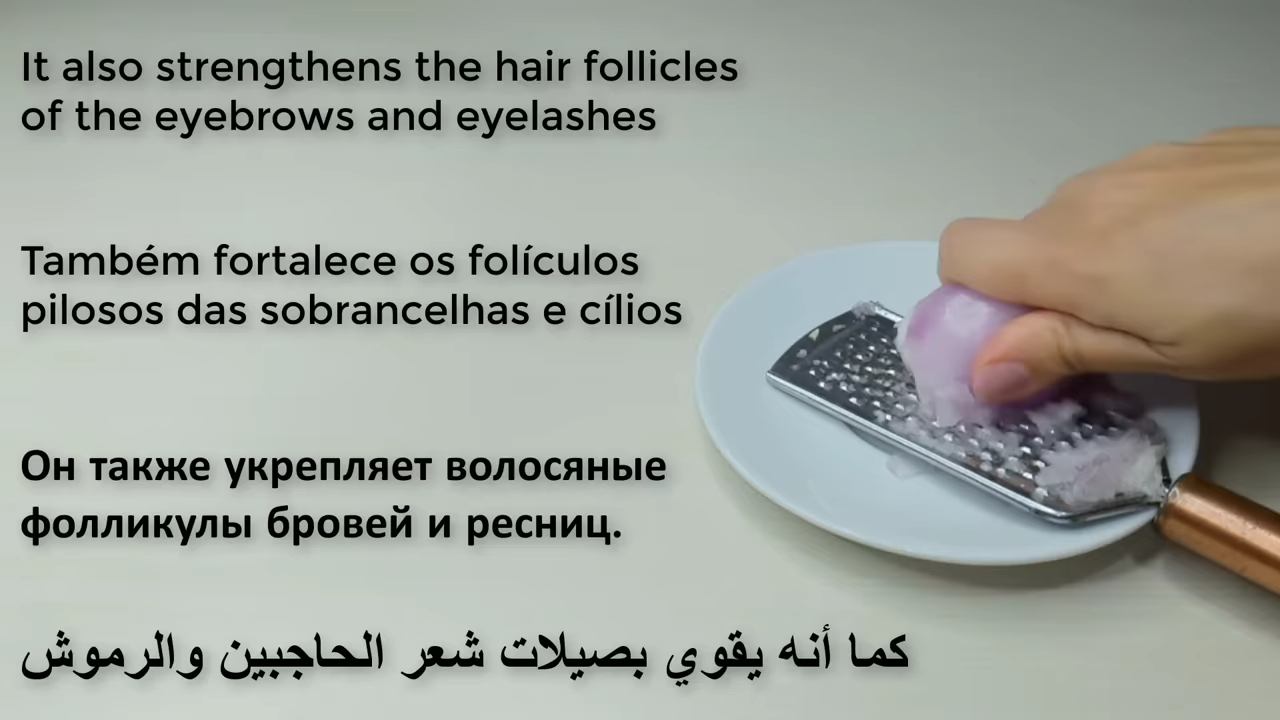 It also strengthens the hair follicles
of the eyebrows and eyelashes
Também fortalece os folículos
pilosos das sobrancelhas e cílios
Он также укрепляет волосяные
фолликулы бровей и ресниц.
كما أنه يقوي بصيلات شعر الحاجبين والرموش